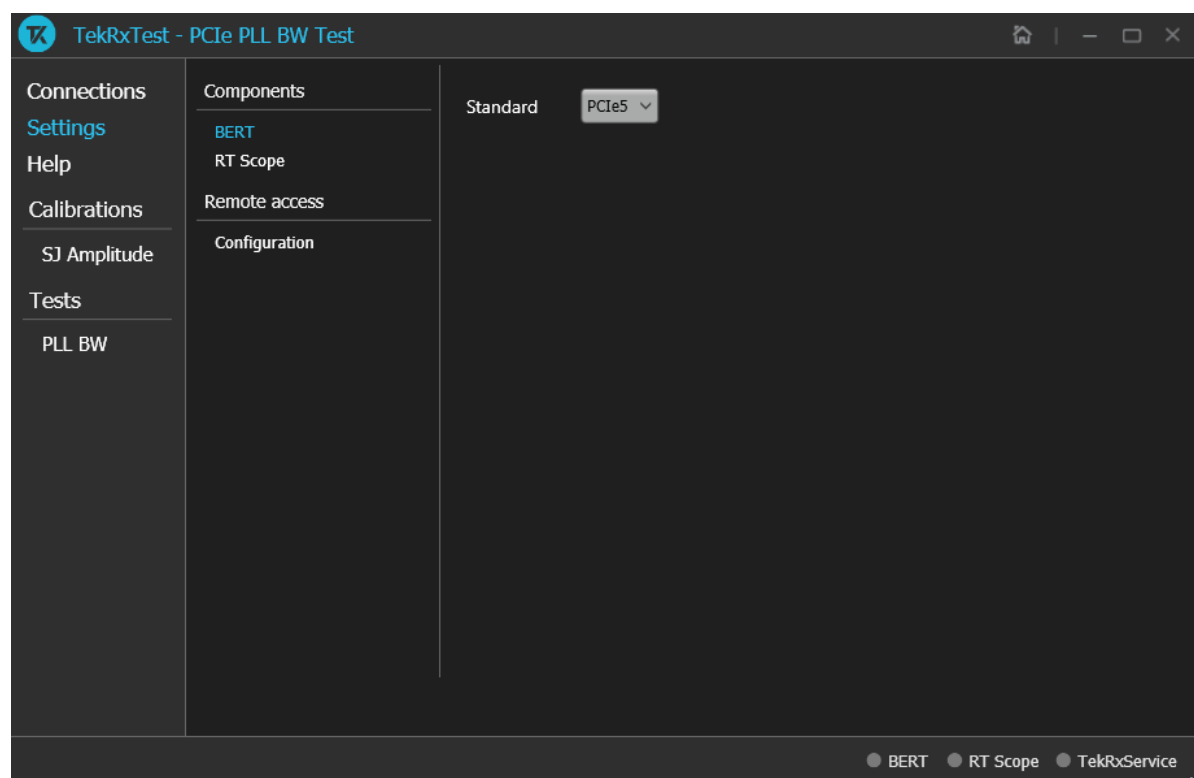 TekRxTest - PCIe PLL BW Test
Connections
Settings
Help
Calibrations
SJ Amplitude
Tests
PLL BW
Components
BERT
RT Scope
Remote access
Configuration
Standard PCIe5
BERT RT Scope TekRxService